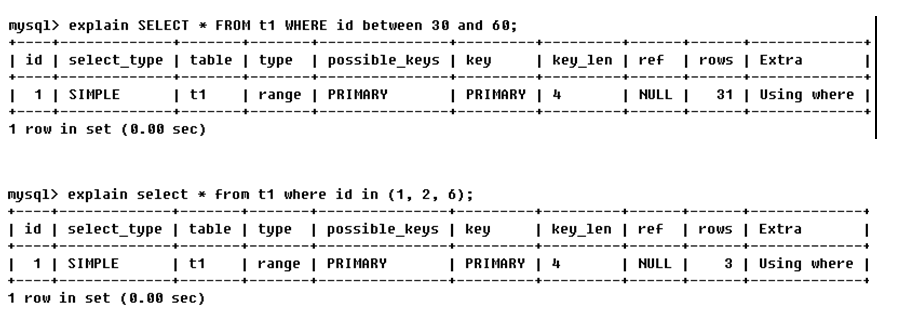 mysql> explain SELECT * FROM t1 WHERE id between 30 and 60;
+----+-------------+-------+-------+---------------+---------+---------+------+------+-------------+
| id | select_type | table | type | possible_keys | key | key_len | ref | rows | Extra |
+----+-------------+-------+-------+---------------+---------+---------+------+------+-------------+
| 1 | SIMPLE | t1 | range | PRIMARY | PRIMARY | 4 | NULL | 31 | Using where |
+----+-------------+-------+-------+---------------+---------+---------+------+------+-------------+
1 row in set (0.00 sec)
mysql> explain select * from t1 where id in (1, 2, 6);
+----+-------------+-------+-------+---------------+---------+---------+------+------+-------------+
| id | select_type | table | type | possible_keys | key | key_len | ref | rows | Extra |
+----+-------------+-------+-------+---------------+---------+---------+------+------+-------------+
| 1 | SIMPLE | t1 | range | PRIMARY | PRIMARY | 4 | NULL | 3 | Using where |
+----+-------------+-------+-------+---------------+---------+---------+------+------+-------------+
1 row in set (0.00 sec)